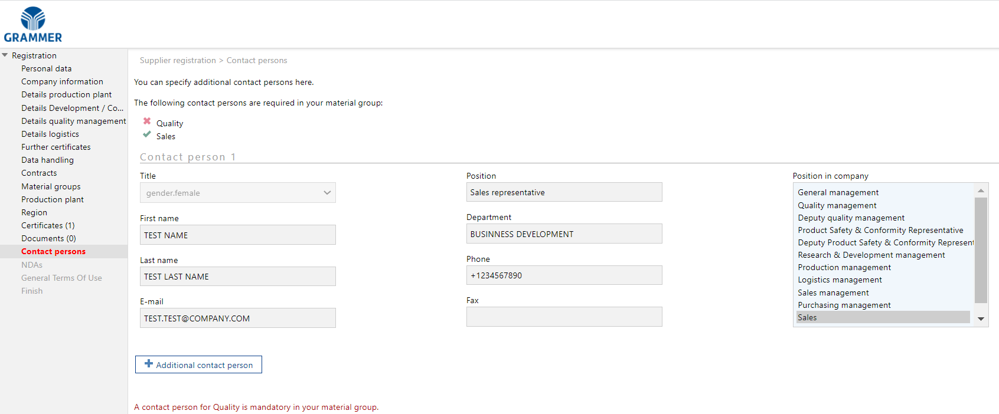 GRAMMER
Registration
Personal data
Company information
Details production plant
Details Development / Co...
Details quality management
Details logistics
Further certificates
Data handling
Contracts
Material groups
Production plant
Region
Certificates (1)
Documents (0)
Contact persons
NDAs
General Terms Of Use
Finish
Supplier registration > Contact persons
You can specify additional contact persons here.
The following contact persons are required in your material group:
Quality
Sales
Contact person 1
Title
gender.female
First name
TEST NAME
Last name
TEST LAST NAME
E-mail
TEST.TEST@COMPANY.COM
Position
Sales representative
Department
BUSINNESS DEVELOPMENT
Phone
+1234567890
Fax
Position in company
General management
Quality management
Deputy quality management
Product Safety & Conformity Representative
Deputy Product Safety & Conformity Represent
Research & Development management
Production management
Logistics management
Sales management
Purchasing management
Sales
Additional contact person
A contact person for Quality is mandatory in your material group.